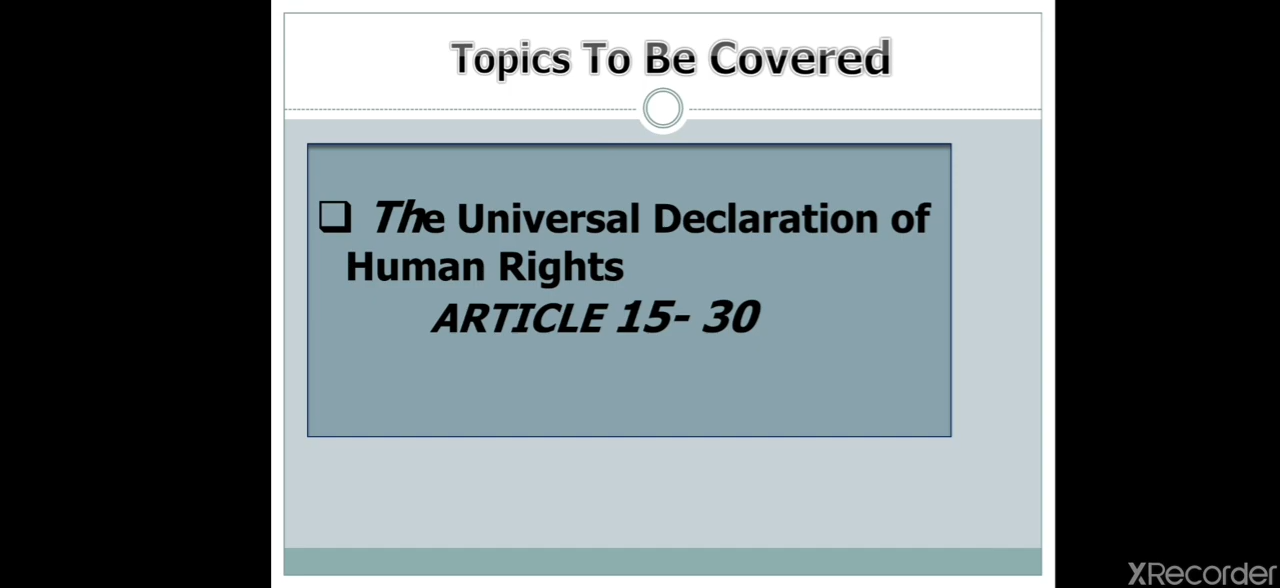 Topics To Be Covered
❑ The Universal Declaration of
Human Rights
ARTICLE 15- 30
XRecorder